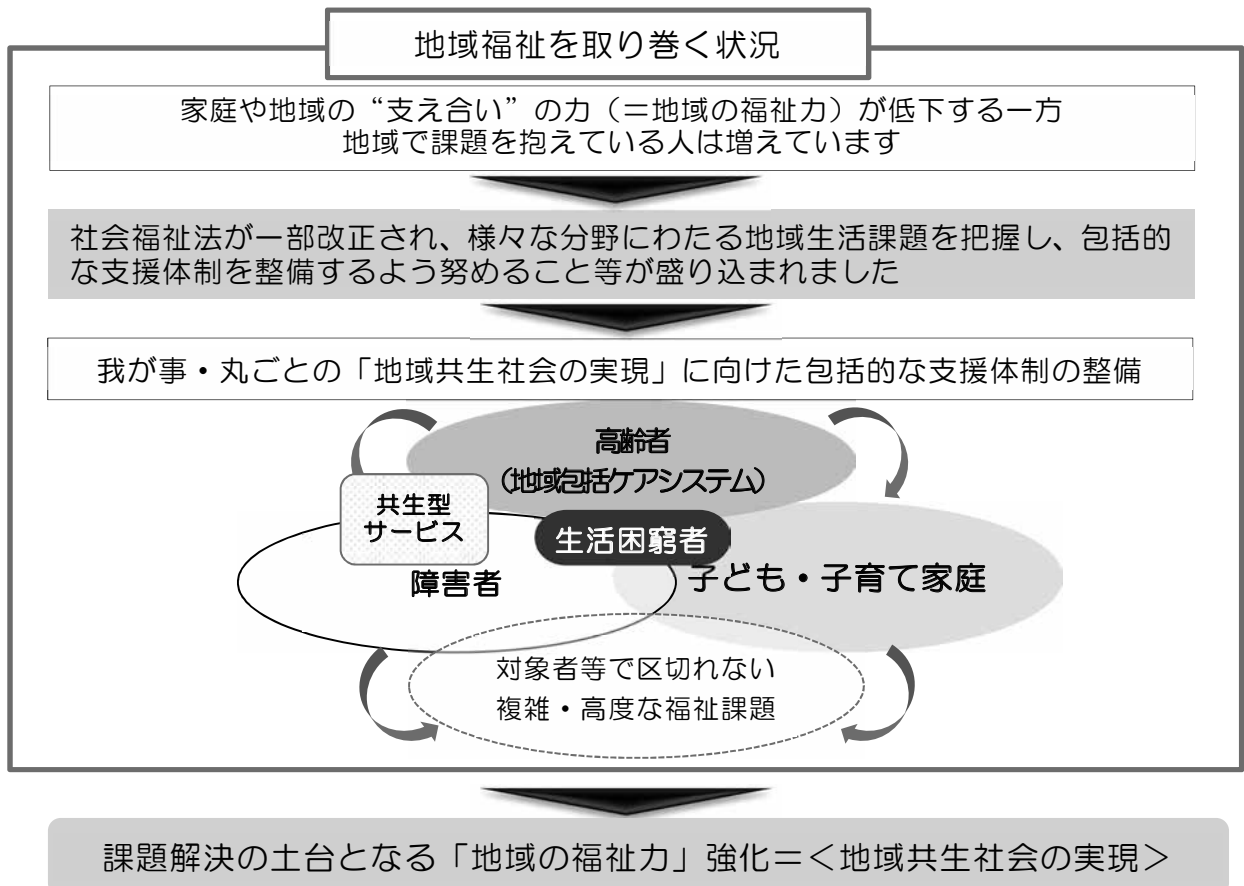 地域福祉を取り巻く状況
家庭や地域の“支え合い”の力（＝地域の福祉力）が低下する一方
地域で課題を抱えている人は増えています
社会福祉法が一部改正され、様々な分野にわたる地域生活課題を把握し、包括的
な支援体制を整備するよう努めること等が盛り込まれました
我が事・丸ごとの「地域共生社会の実現」に向けた包括的な支援体制の整備
高齢者
（地域包括ケアシステム）
共生型
サービス
生活困窮者
障害者
子ども・子育て家庭
対象者等で区切れない
複雑・高度な福祉課題
課題解決の土台となる「地域の福祉力」強化＝＜地域共生社会の実現＞